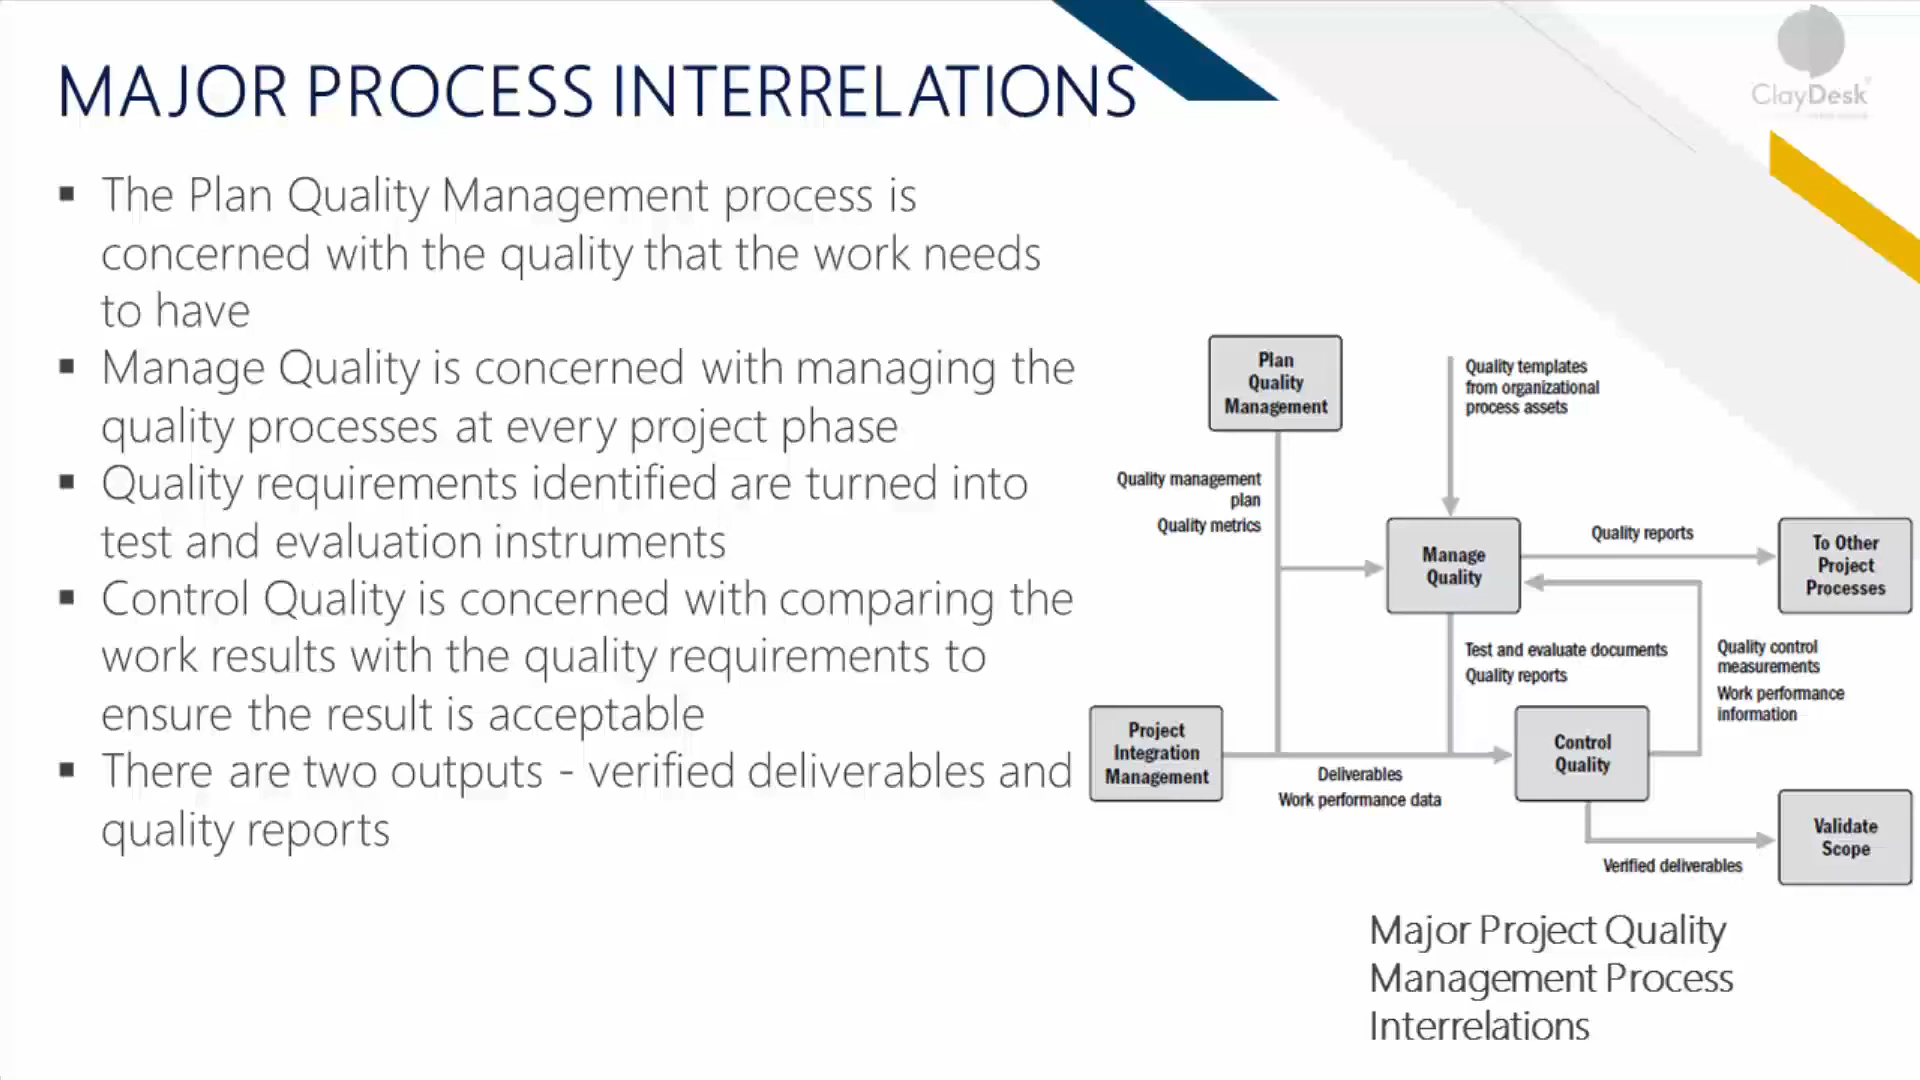 MAJOR PROCESS INTERRELATIONS
ClayDesk
▪ The Plan Quality Management process is
concerned with the quality that the work needs
to have
▪ Manage Quality is concerned with managing the
quality processes at every project phase
▪ Quality requirements identified are turned into
test and evaluation instruments
▪ Control Quality is concerned with comparing the
work results with the quality requirements to
ensure the result is acceptable
▪ There are two outputs - verified deliverables and
quality reports
Plan
Quality
Management
Quality templates
from organizational
process assets
Quality management
plan
Quality metrics
Manage
Quality
Quality reports
To Other
Project
Processes
Test and evaluate documents
Quality reports
Quality control
measurements
Work performance
information
Project
Integration
Management
Deliverables
Work performance data
Control
Quality
Verified deliverables
Validate
Scope
Major Project Quality
Management Process
Interrelations